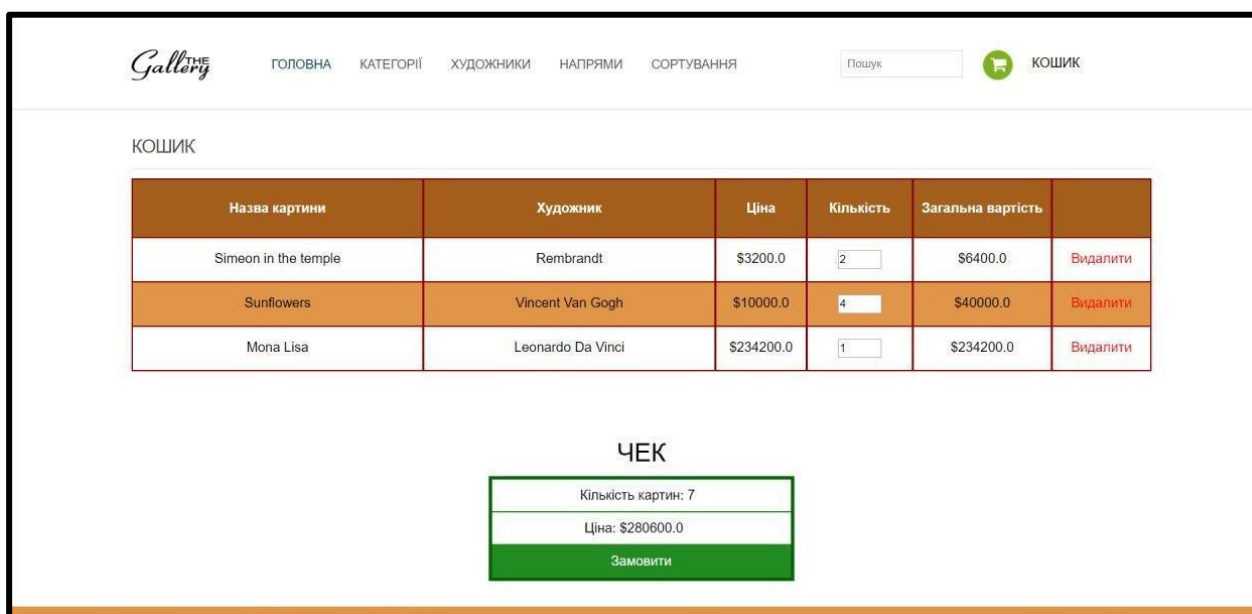 THE
Gallery ГОЛОВНА КАТЕГОРІЇ ХУДОЖНИКИ НАПРЯМИ СОРТУВАННЯ Пошук КОШИК
КОШИК
Назва картини Художник Ціна Кількість Загальна вартість
Simeon in the temple Rembrandt $3200.0 2 $6400.0 Видалити
Sunflowers Vincent Van Gogh $10000.0 4 $40000.0 Видалити
Mona Lisa Leonardo Da Vinci $234200.0 1 $234200.0 Видалити
ЧЕК
Кількість картин: 7
Ціна: $280600.0
Замовити